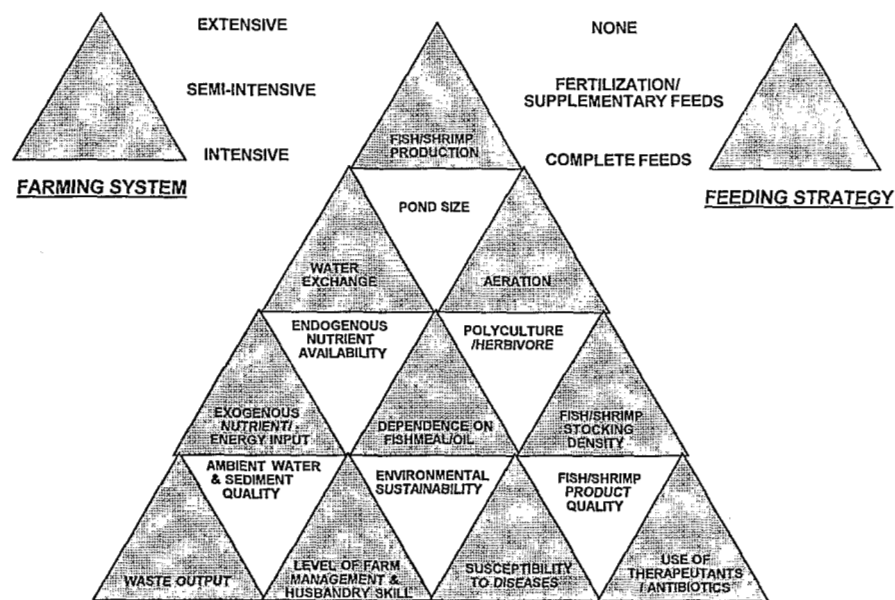 EXTENSIVE
SEMI-INTENSIVE
INTENSIVE
FARMING SYSTEM
NONE
FERTILIZATION/
SUPPLEMENTARY FEEDS
COMPLETE FEEDS
FEEDING STRATEGY
FISH/SHRIMP
PRODUCTION
POND SIZE
WATER
EXCHANGE
AERATION
ENDOGENOUS
NUTRIENT
AVAILABILITY
POLYCULTURE
/HERBIVORE
EXOGENOUS
NUTRIENT/
ENERGY INPUT
DEPENDENCE ON
FISHMEAL/OIL
FISH/SHRIMP
STOCKING
DENSITY
AMBIENT WATER
& SEDIMENT
QUALITY
ENVIRONMENTAL
SUSTAINABILITY
FISH/SHRIMP
PRODUCT
QUALITY
WASTE OUTPUT
LEVEL OF FARM
MANAGEMENT &
HUSBANDRY SKILL
SUSCEPTIBILITY
TO DISEASES
USE OF
THERAPEUTANTS
/ANTIBIOTICS